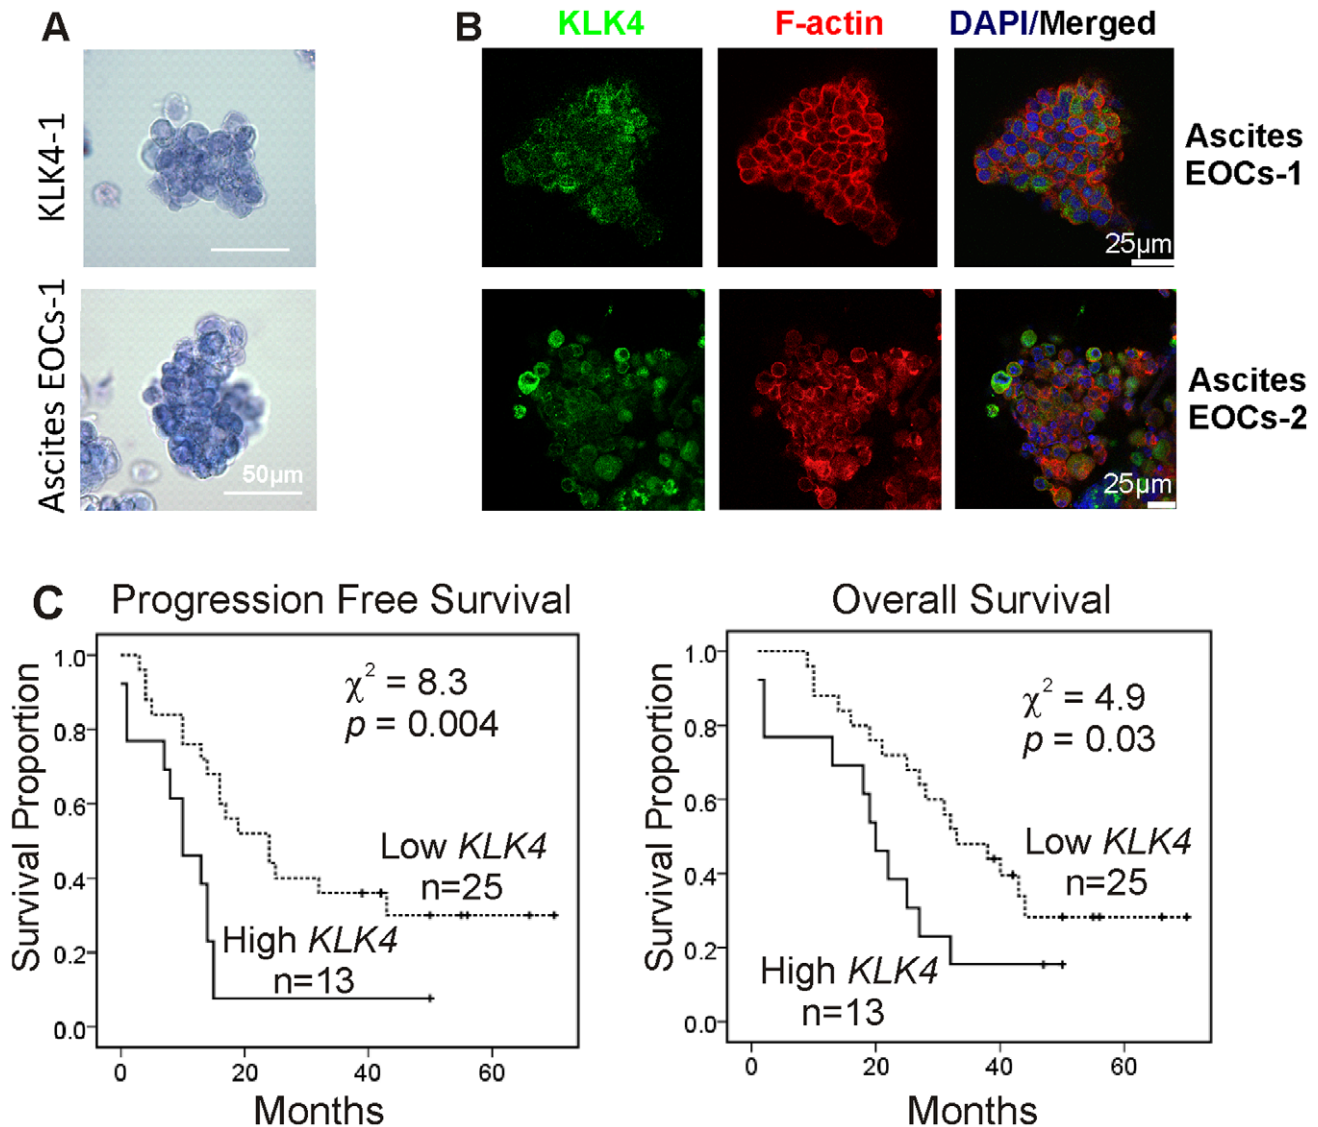 A
B
KLK4
F-actin
DAPI/Merged
KLK4-1
Ascites
EOCs-1
25µm
Ascites EOCs-1
50µm
Ascites
EOCs-2
25µm
C
Progression Free Survival
Overall Survival
Survival Proportion
1.0
0.8
0.6
0.4
0.2
0.0
χ² = 8.3
p = 0.004
Low KLK4
n=25
High KLK4
n=13
0
20
40
60
Months
Survival Proportion
1.0
0.8
0.6
0.4
0.2
0.0
χ² = 4.9
p = 0.03
Low KLK4
n=25
High KLK4
n=13
0
20
40
60
Months